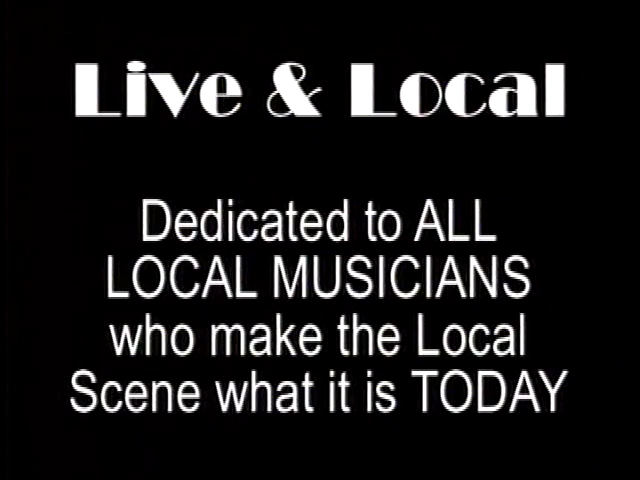 Live & Local
Dedicated to ALL
LOCAL MUSICIANS
who make the Local
Scene what it is TODAY